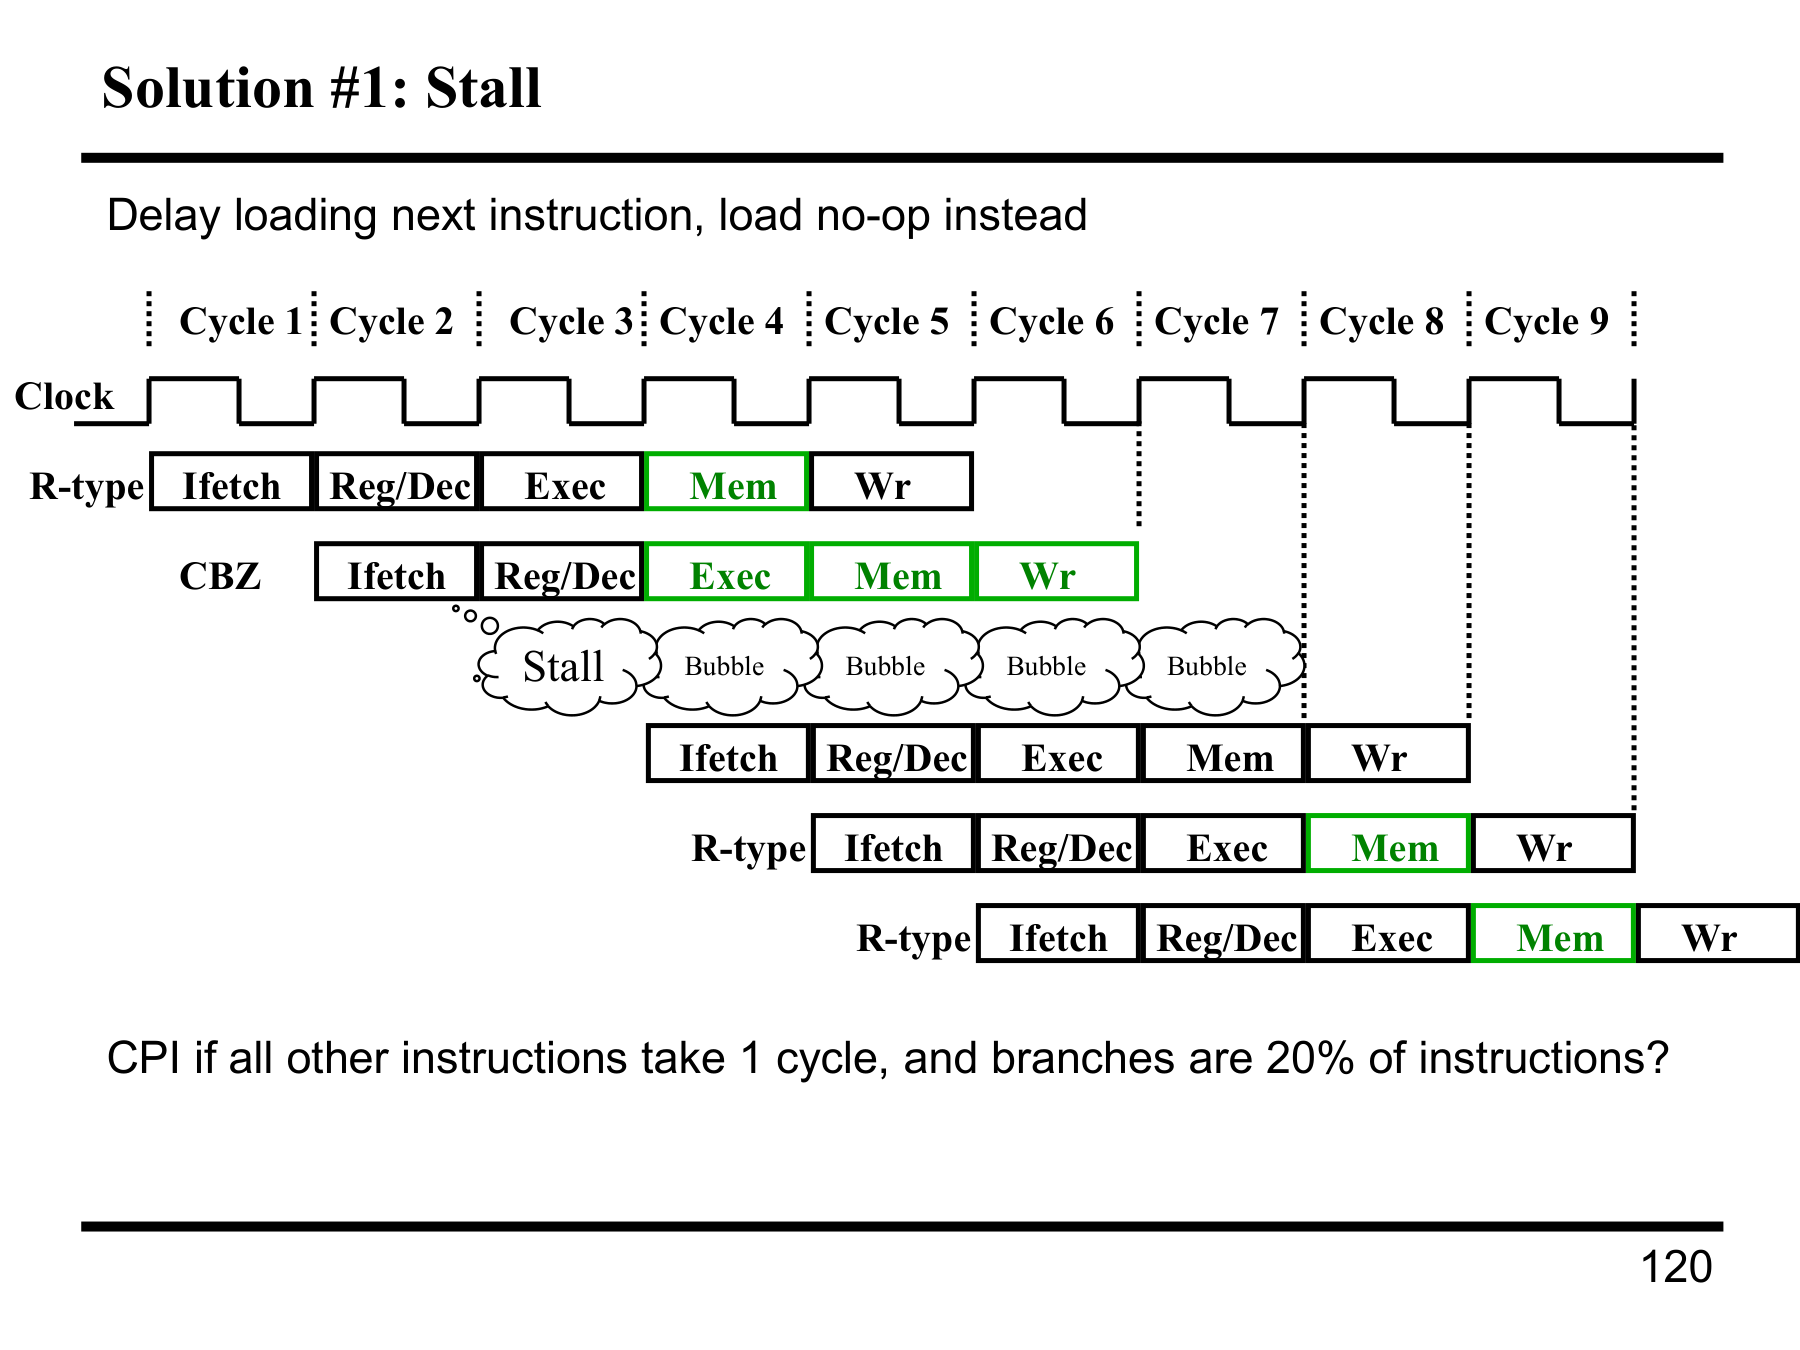 Solution #1: Stall
Delay loading next instruction, load no-op instead
Cycle 1 Cycle 2 Cycle 3 Cycle 4 Cycle 5 Cycle 6 Cycle 7 Cycle 8 Cycle 9
Clock
R-type Ifetch Reg/Dec Exec Mem Wr
CBZ Ifetch Reg/Dec Exec Mem Wr
Stall Bubble Bubble Bubble Bubble
Ifetch Reg/Dec Exec Mem Wr
R-type Ifetch Reg/Dec Exec Mem Wr
R-type Ifetch Reg/Dec Exec Mem Wr
CPI if all other instructions take 1 cycle, and branches are 20% of instructions?
120